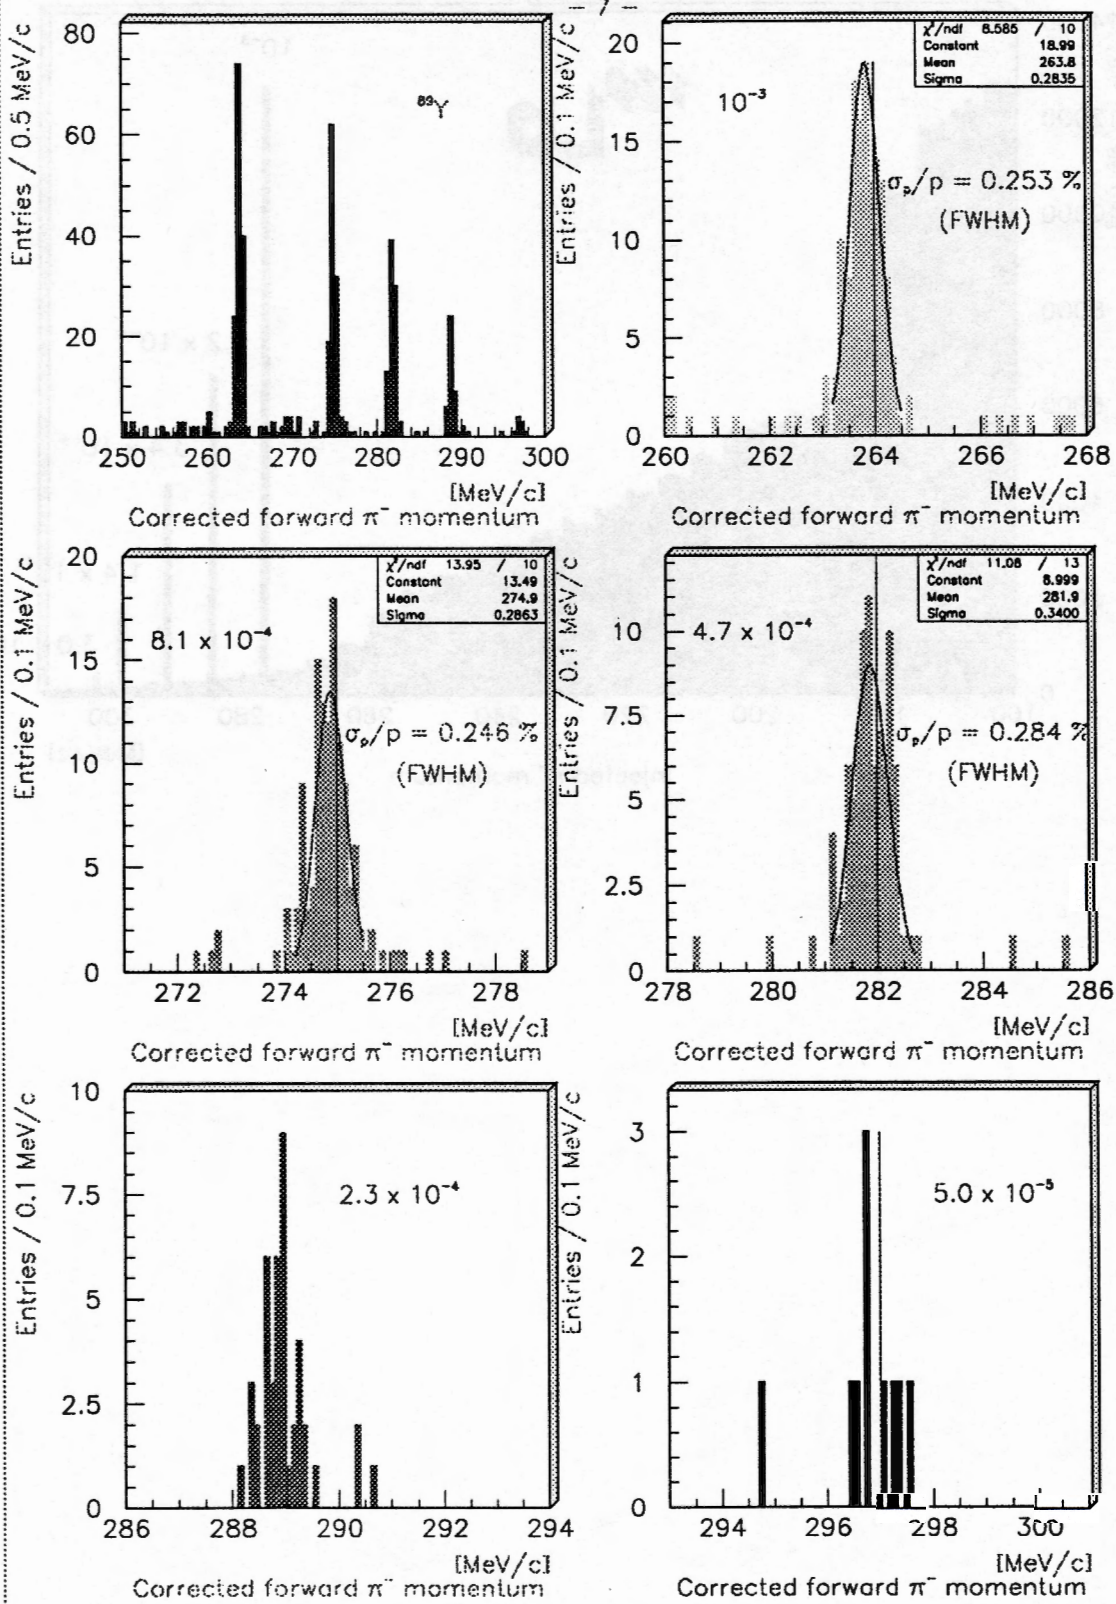 - 7 -
Entries / 0.5 MeV/c
80
60
40
20
0
⁸⁹Y
250 260 270 280 290 300
[MeV/c]
Corrected forward π⁻ momentum
Entries / 0.1 MeV/c
20
15
10
5
0
10⁻³
χ²/ndf 8.585 / 10
Constant 18.99
Mean 263.8
Sigma 0.2835
σₚ/p = 0.253 %
(FWHM)
260 262 264 266 268
[MeV/c]
Corrected forward π⁻ momentum
Entries / 0.1 MeV/c
20
15
10
5
0
8.1 x 10⁻⁴
χ²/ndf 13.95 / 10
Constant 13.49
Mean 274.9
Sigma 0.2863
σₚ/p = 0.246 %
(FWHM)
272 274 276 278
[MeV/c]
Corrected forward π⁻ momentum
Entries / 0.1 MeV/c
10
7.5
5
2.5
0
4.7 x 10⁻⁴
χ²/ndf 11.08 / 13
Constant 8.999
Mean 281.9
Sigma 0.3400
σₚ/p = 0.284 %
(FWHM)
278 280 282 284 286
[MeV/c]
Corrected forward π⁻ momentum
Entries / 0.1 MeV/c
10
7.5
5
2.5
0
2.3 x 10⁻⁴
286 288 290 292 294
[MeV/c]
Corrected forward π⁻ momentum
Entries / 0.1 MeV/c
3
2
1
0
5.0 x 10⁻⁵
294 296 298 300
[MeV/c]
Corrected forward π⁻ momentum